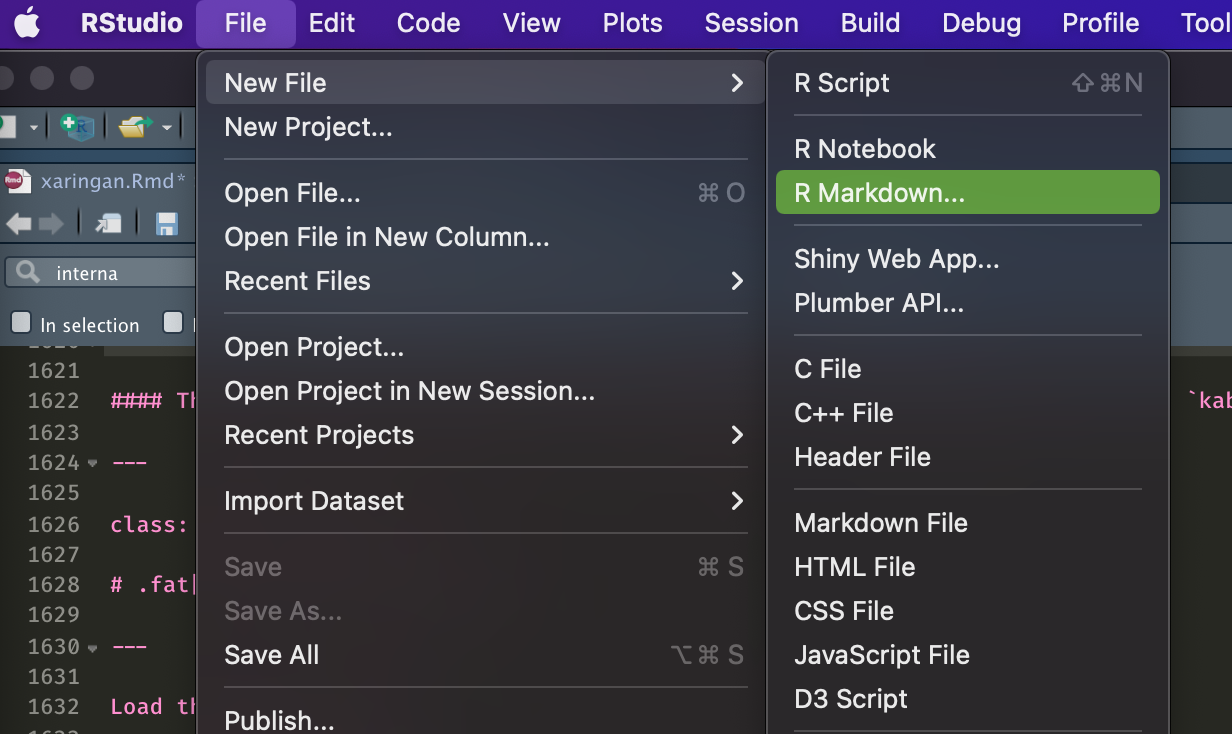 RStudio File Edit Code View Plots Session Build Debug Profile Tool
New File
New Project...
Open File... ⌘ O
Open File in New Column...
Recent Files
Open Project...
Open Project in New Session...
Recent Projects
Import Dataset
Save ⌘ S
Save As...
Save All ⌥⌘ S
Publish...
R Script ⇧⌘N
R Notebook
R Markdown...
Shiny Web App...
Plumber API...
C File
C++ File
Header File
Markdown File
HTML File
CSS File
JavaScript File
D3 Script
R
Rmd xaringan.Rmd*
interna
In selection
1621
1622 #### Th `kab
1623
1624 ---
1625
1626 class:
1627
1628 # .fat
1629
1630 ---
1631
1632 Load th